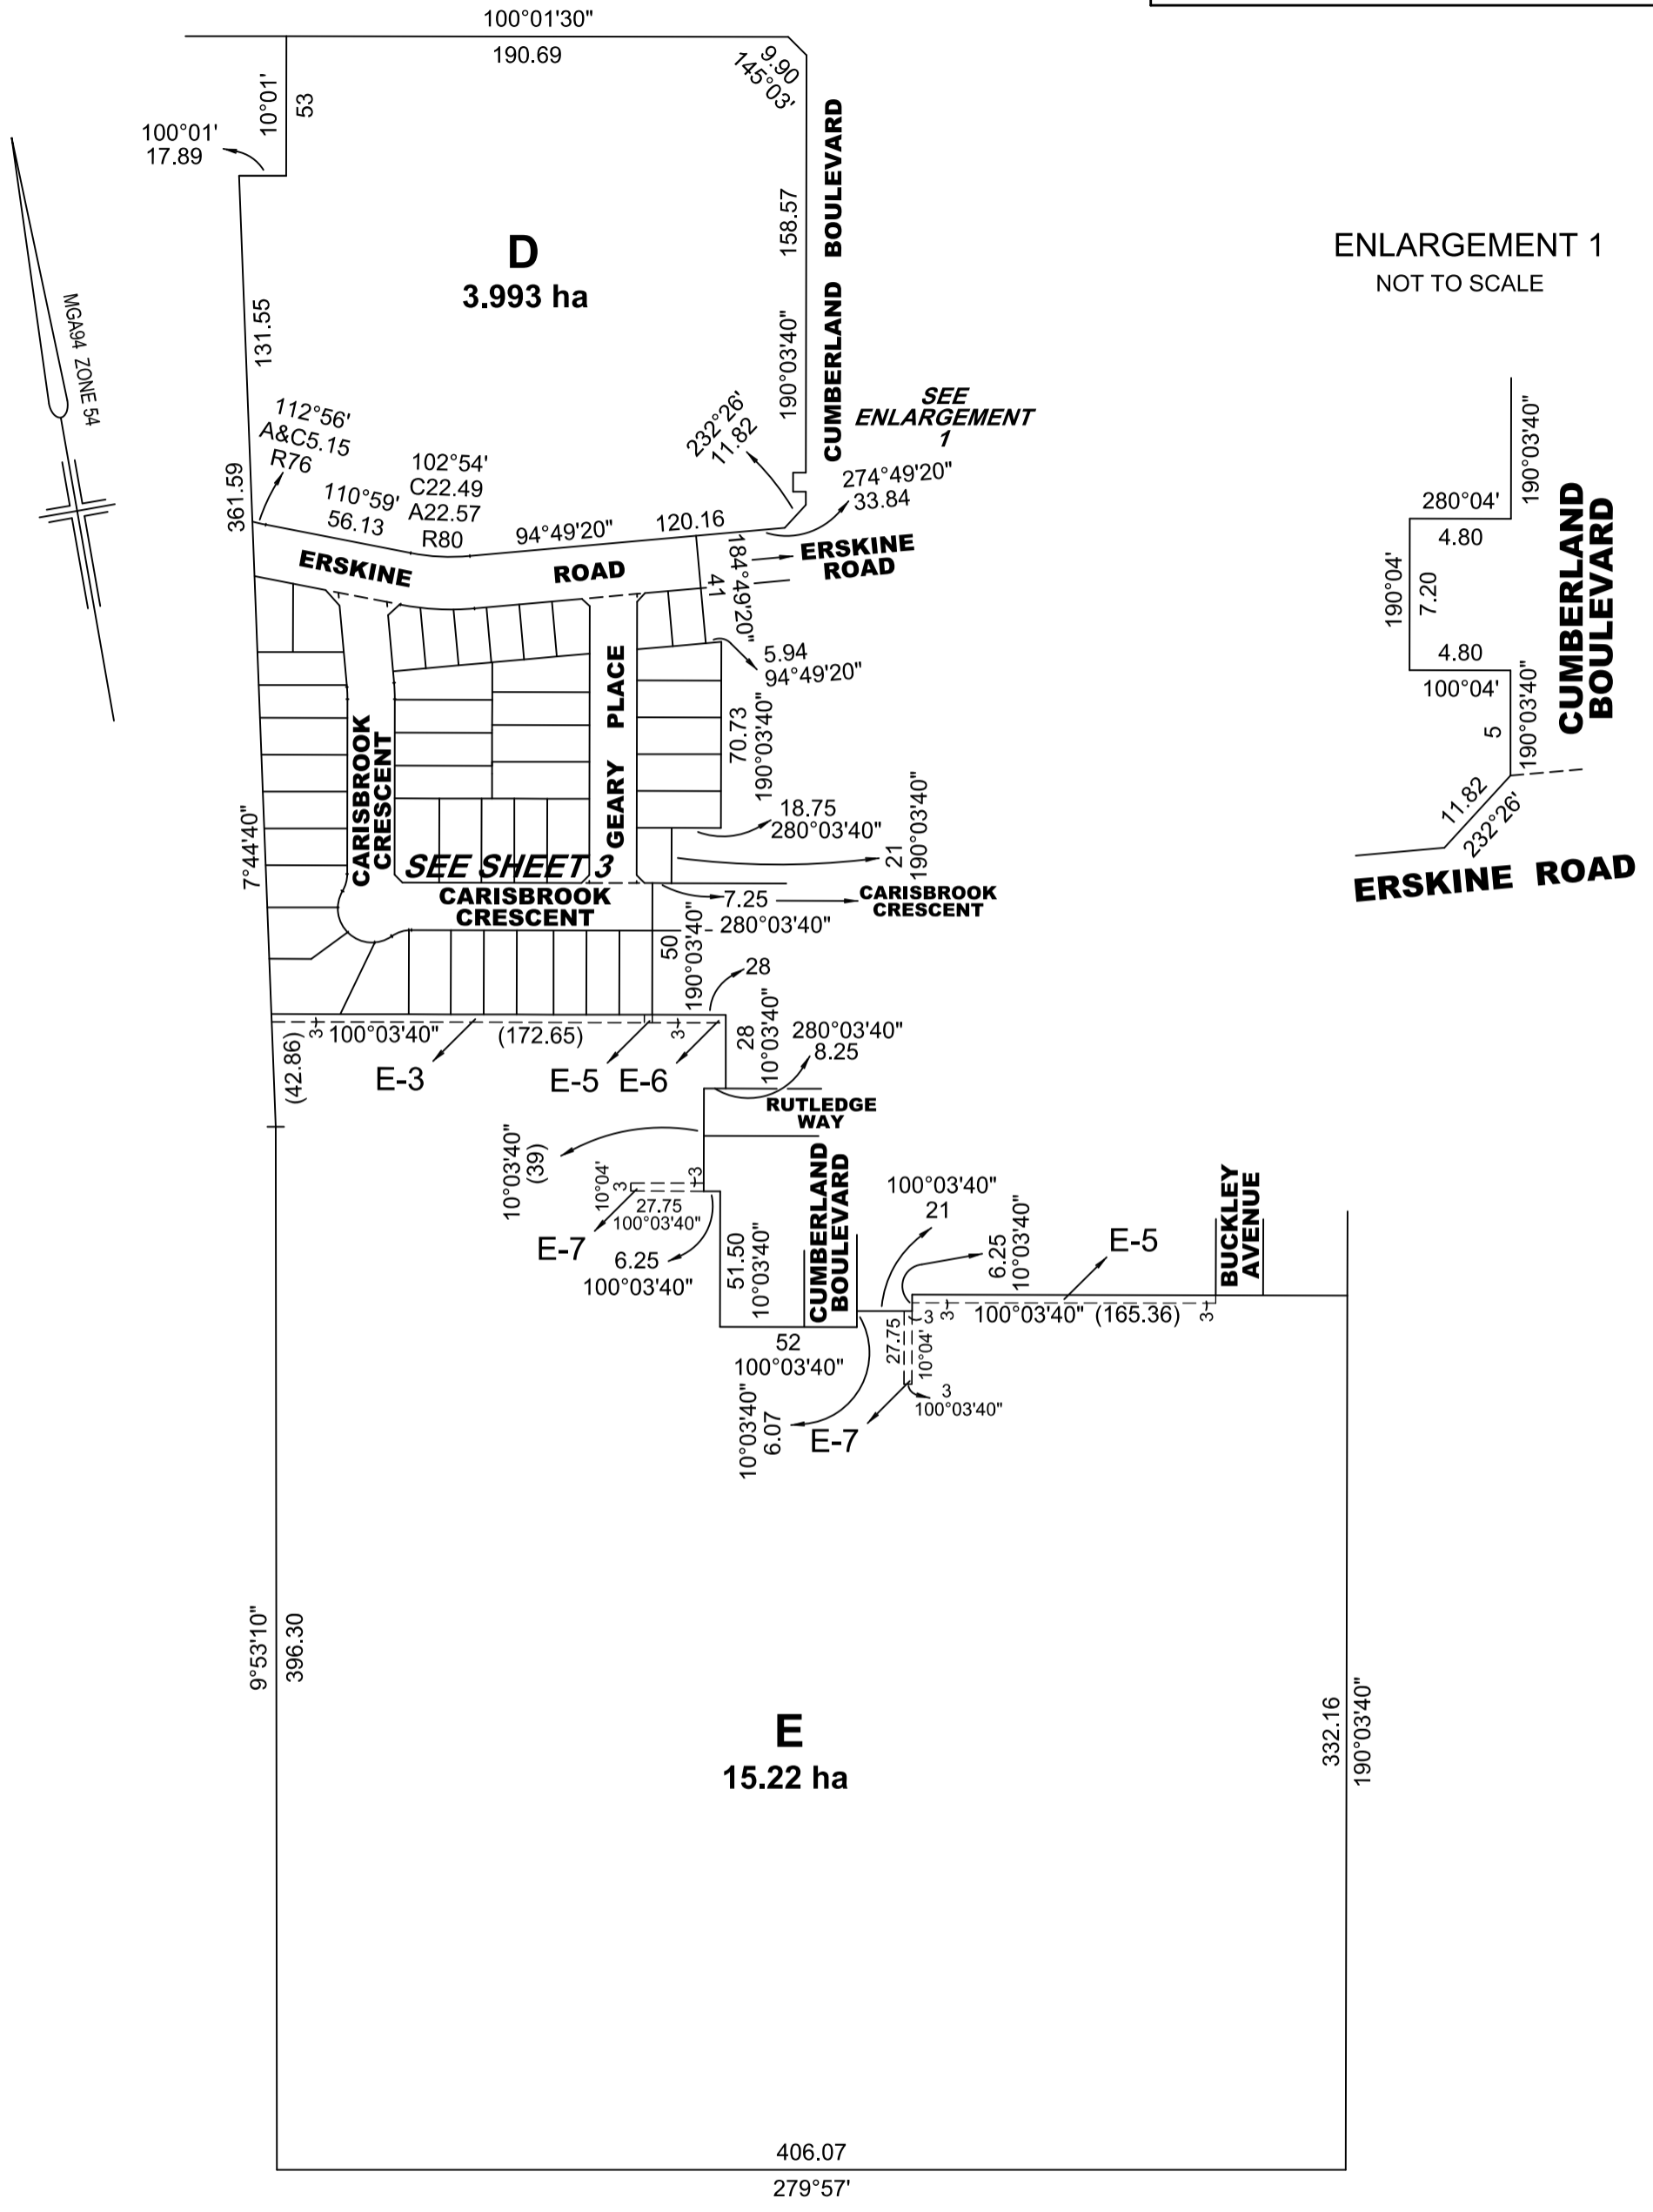 100°01'30"
190.69
9.90
145°03'
10°01'
53
100°01'
17.89
CUMBERLAND BOULEVARD
158.57
190°03'40"
D
3.993 ha
131.55
MGA94 ZONE 54
ENLARGEMENT 1
NOT TO SCALE
SEE
ENLARGEMENT
1
232°26'
11.82
274°49'20"
33.84
112°56'
A&C5.15
R76
361.59
110°59'
56.13
102°54'
C22.49
A22.57
R80
94°49'20"
120.16
ERSKINE ROAD
184°49'20"
41
ERSKINE
ROAD
190°03'40"
280°04'
4.80
190°04'
7.20
4.80
100°04'
5
190°03'40"
CUMBERLAND
BOULEVARD
11.82
232°26'
ERSKINE ROAD
5.94
94°49'20"
GEARY PLACE
70.73
190°03'40"
CARISBROOK
CRESCENT
7°44'40"
18.75
280°03'40"
21
190°03'40"
SEE SHEET 3
CARISBROOK
CRESCENT
7.25
280°03'40"
CARISBROOK
CRESCENT
50
190°03'40"
28
28
10°03'40"
280°03'40"
8.25
(42.86)
3
100°03'40"
(172.65)
3
E-3
E-5
E-6
RUTLEDGE
WAY
10°03'40"
(39)
10°04'
3
3
27.75
100°03'40"
E-7
6.25
100°03'40"
51.50
10°03'40"
CUMBERLAND
BOULEVARD
100°03'40"
21
6.25
10°03'40"
E-5
BUCKLEY
AVENUE
3
3
100°03'40"
(165.36)
3
27.75
10°04'
52
100°03'40"
3
100°03'40"
10°03'40"
6.07
E-7
9°53'10"
396.30
E
15.22 ha
332.16
190°03'40"
406.07
279°57'